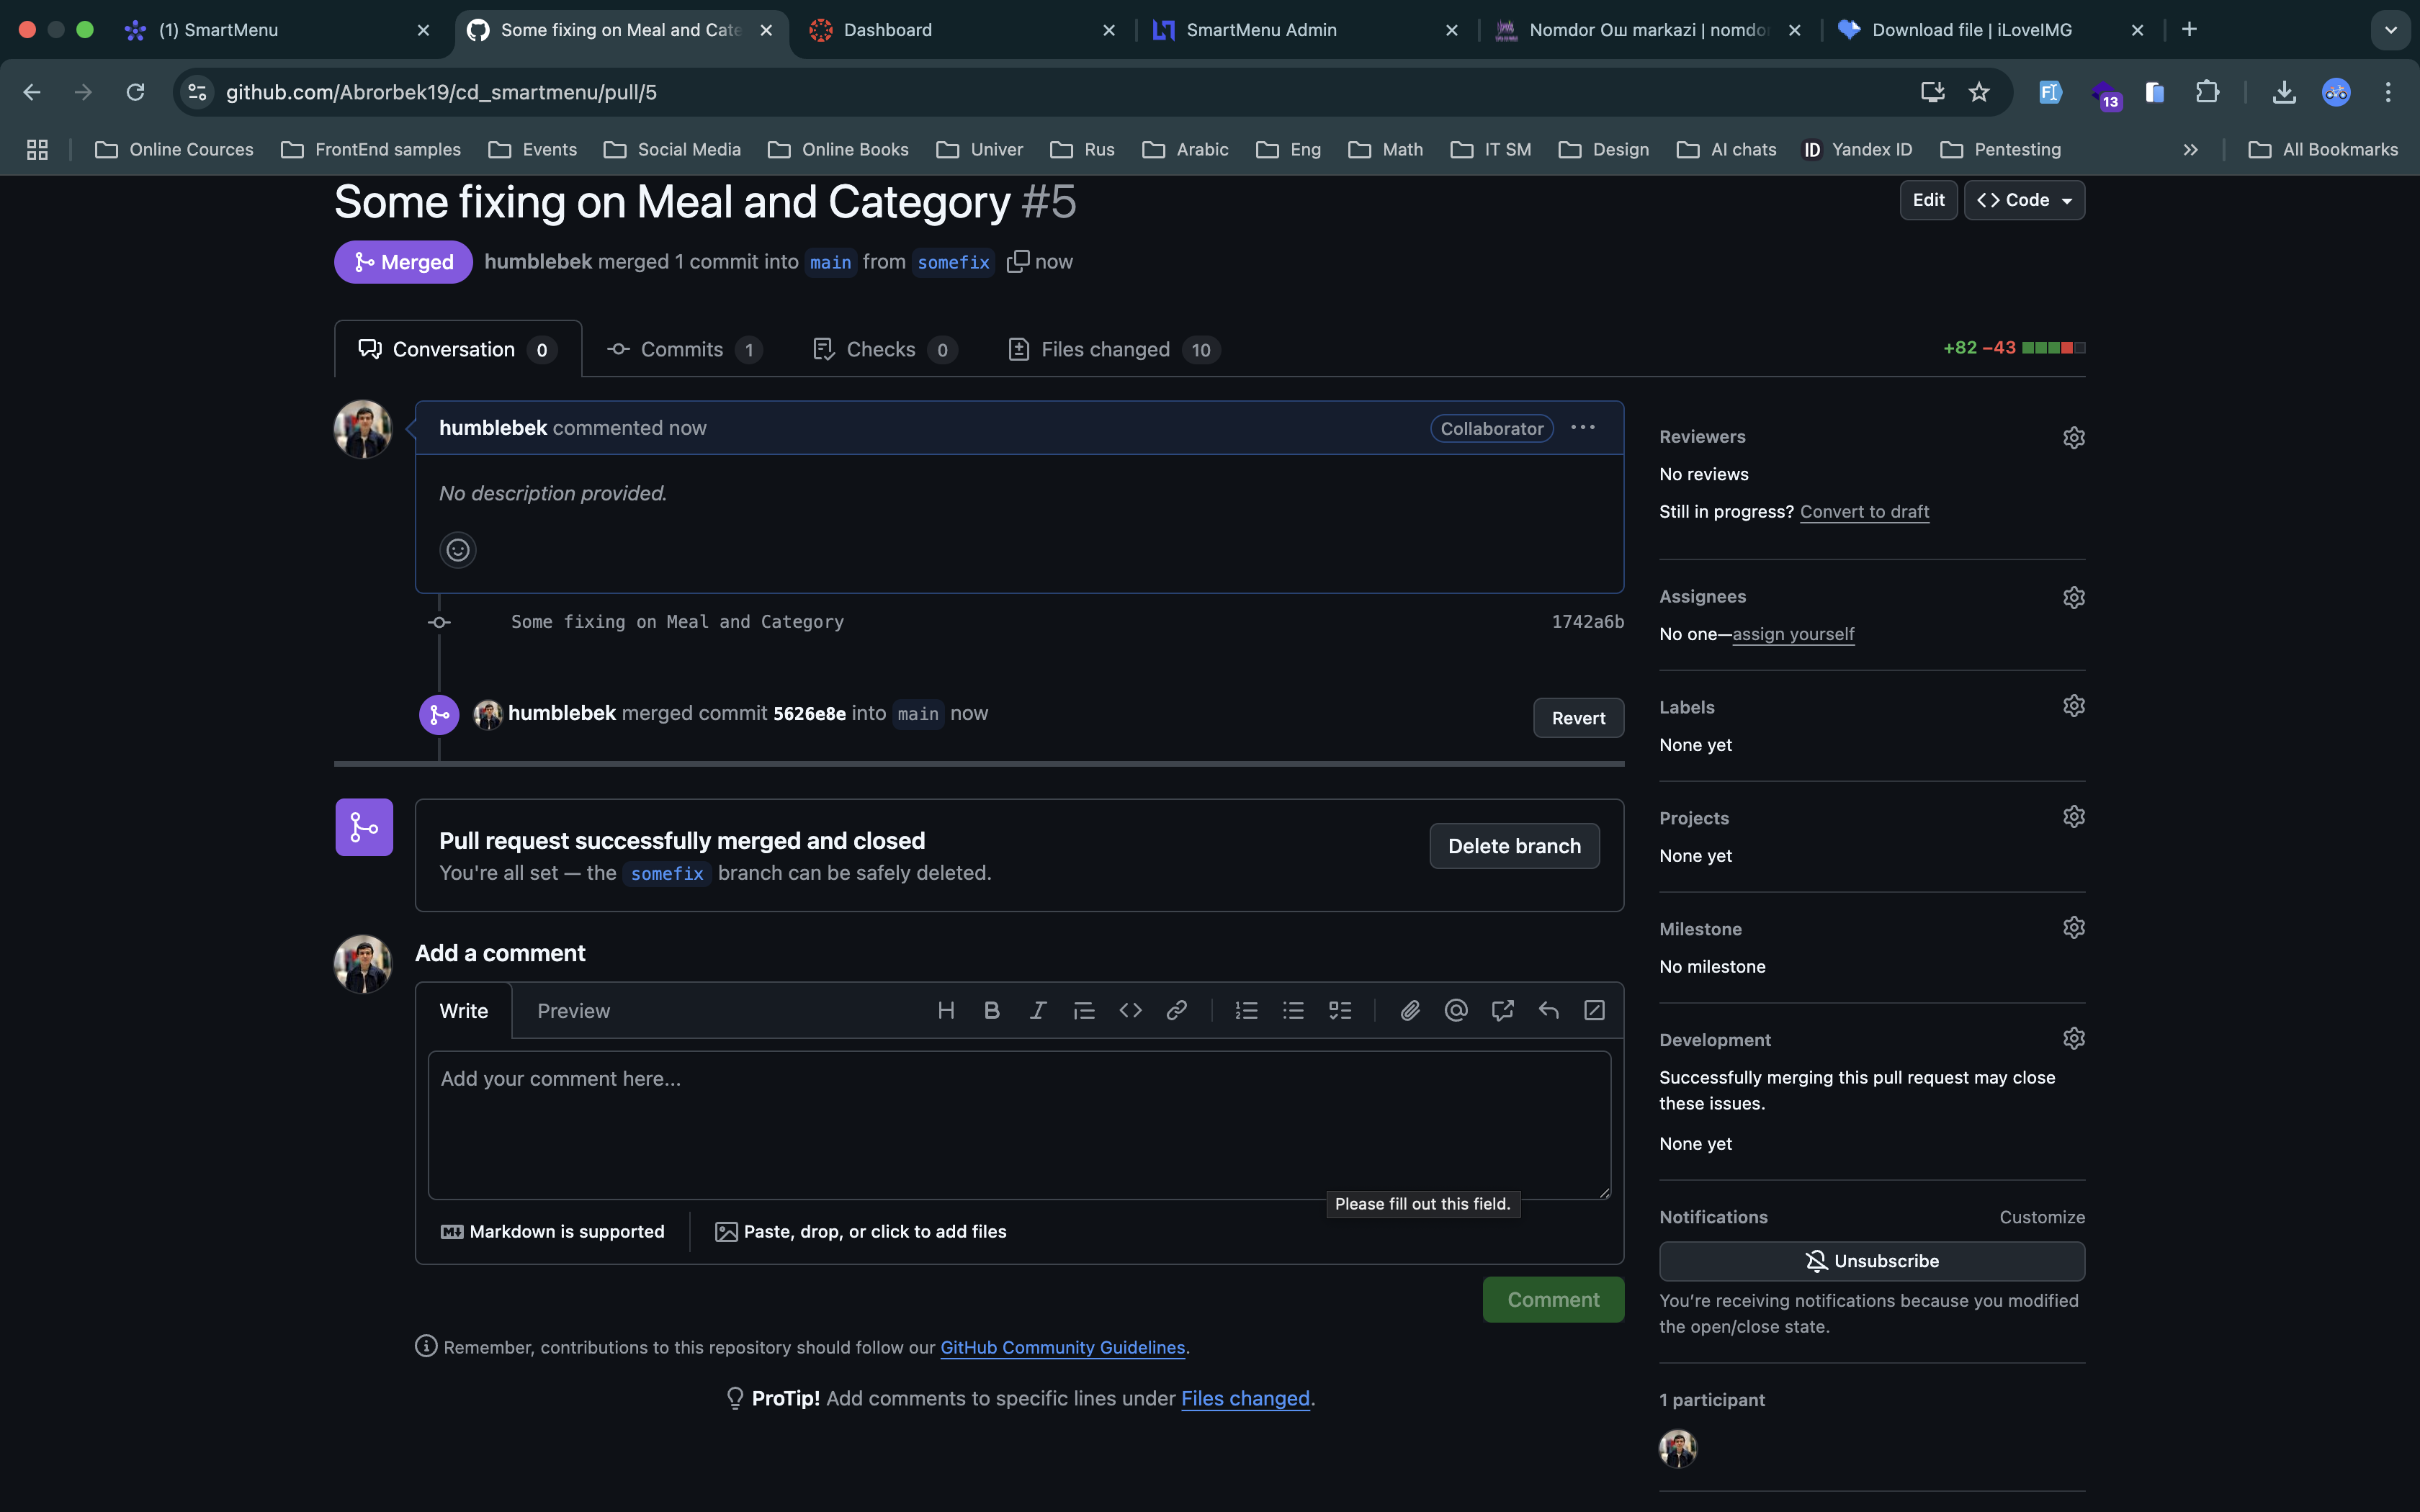 (1) SmartMenu
Some fixing on Meal and Cate
Dashboard
SmartMenu Admin
Nomdor Ош markazi | nomdo
Download file | iLoveIMG
github.com/Abrorbek19/cd_smartmenu/pull/5
13
Online Cources
FrontEnd samples
Events
Social Media
Online Books
Univer
Rus
Arabic
Eng
Math
IT SM
Design
AI chats
ID Yandex ID
Pentesting
All Bookmarks
Some fixing on Meal and Category #5
Edit
Code
Merged
humblebek merged 1 commit into main from somefix now
Conversation 0
Commits 1
Checks 0
Files changed 10
+82 −43
humblebek commented now
Collaborator
No description provided.
Some fixing on Meal and Category
1742a6b
humblebek merged commit 5626e8e into main now
Revert
Pull request successfully merged and closed
You're all set — the somefix branch can be safely deleted.
Delete branch
Add a comment
Write
Preview
Add your comment here...
Please fill out this field.
Markdown is supported
Paste, drop, or click to add files
Comment
Remember, contributions to this repository should follow our GitHub Community Guidelines.
ProTip! Add comments to specific lines under Files changed.
Reviewers
No reviews
Still in progress? Convert to draft
Assignees
No one—assign yourself
Labels
None yet
Projects
None yet
Milestone
No milestone
Development
Successfully merging this pull request may close
these issues.
None yet
Notifications
Customize
Unsubscribe
You’re receiving notifications because you modified
the open/close state.
1 participant